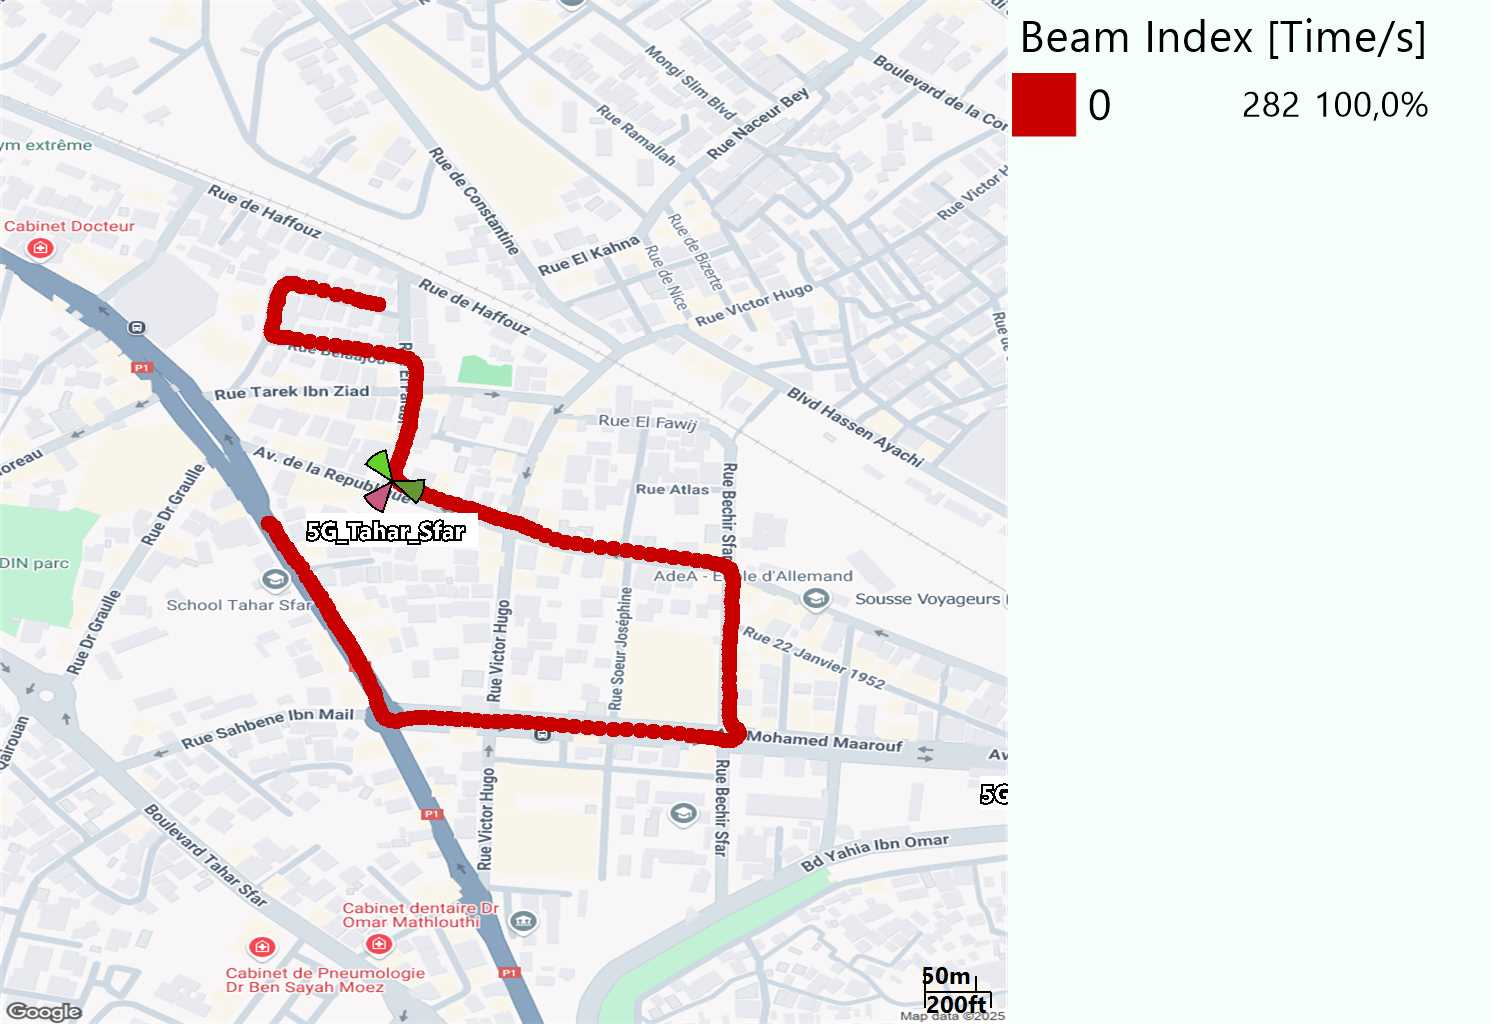 Beam Index [Time/s]
0 282 100,0%
Mongi Slim Blvd
Boulevard de la Cor
Rue Ramallah
Rue Naceur Bey
ym extrême
Rue de Constantine
Rue Victor H
Rue de Haffouz
Cabinet Docteur
Rue El Kahna
Rue de Bizerte
Rue de Nice
Rue de Haffouz
Rue Victor Hugo
P1
Rue Tarek Ibn Ziad
Blvd Hassen Ayachi
Rue El Fawij
oreau
Av. de la Republique
Rue Atlas
Rue Bechir Sfar
Rue Dr Graulle
5G_Tahar_Sfar
DIN parc
AdeA -
d'Allemand
School Tahar Sfar
Sousse Voyageurs
Rue Dr Graulle
Rue Victor Hugo
Rue Soeur Joséphine
Rue 22 Janvier 1952
Rue Sahbene Ibn Mail
Mohamed Maarouf
Av
Qairouan
5G
Rue Victor Hugo
Rue Bechir Sfar
P1
Boulevard Tahar Sfar
Bd Yahia Ibn Omar
Cabinet dentaire Dr
Omar Mathlouthi
Cabinet de Pneumologie
Dr Ben Sayah Moez
P1
50m
200ft
Google
Map data ©2025